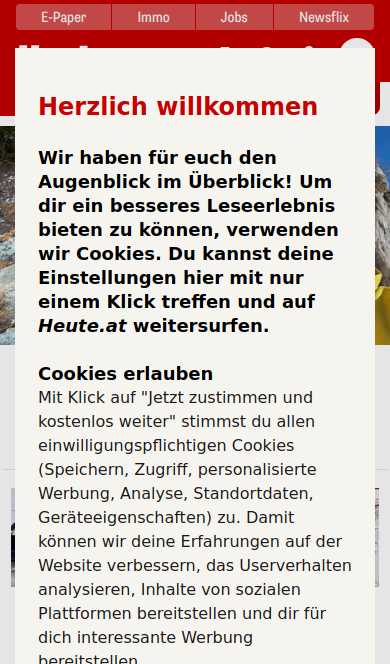 E-Paper Immo Jobs Newsflix
Herzlich willkommen
Wir haben für euch den
Augenblick im Überblick! Um
dir ein besseres Leseerlebnis
bieten zu können, verwenden
wir Cookies. Du kannst deine
Einstellungen hier mit nur
einem Klick treffen und auf
Heute.at weitersurfen.
Cookies erlauben
Mit Klick auf "Jetzt zustimmen und
kostenlos weiter" stimmst du allen
einwilligungspflichtigen Cookies
(Speichern, Zugriff, personalisierte
Werbung, Analyse, Standortdaten,
Geräteeigenschaften) zu. Damit
können wir deine Erfahrungen auf der
Website verbessern, das Userverhalten
analysieren, Inhalte von sozialen
Plattformen bereitstellen und dir für
dich interessante Werbung
bereitstellen